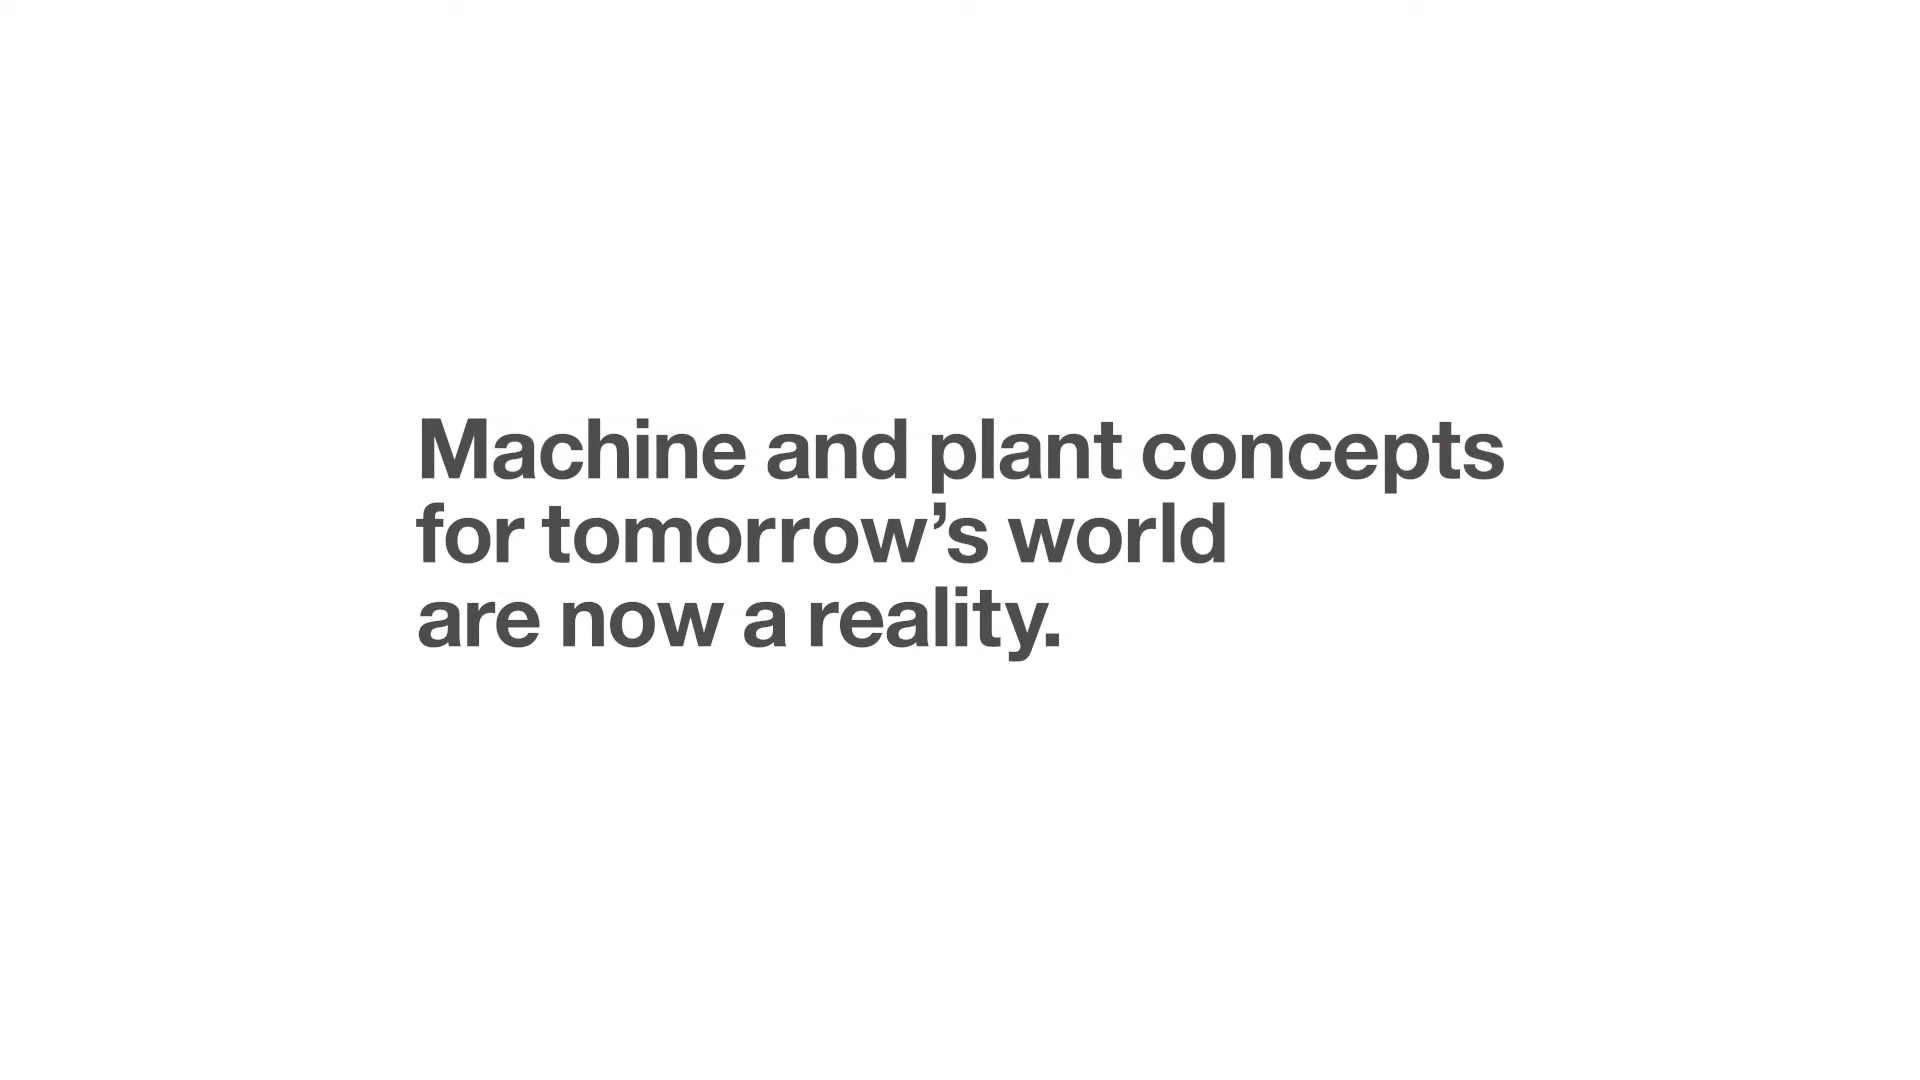 Machine and plant concepts
for tomorrow’s world
are now a reality.